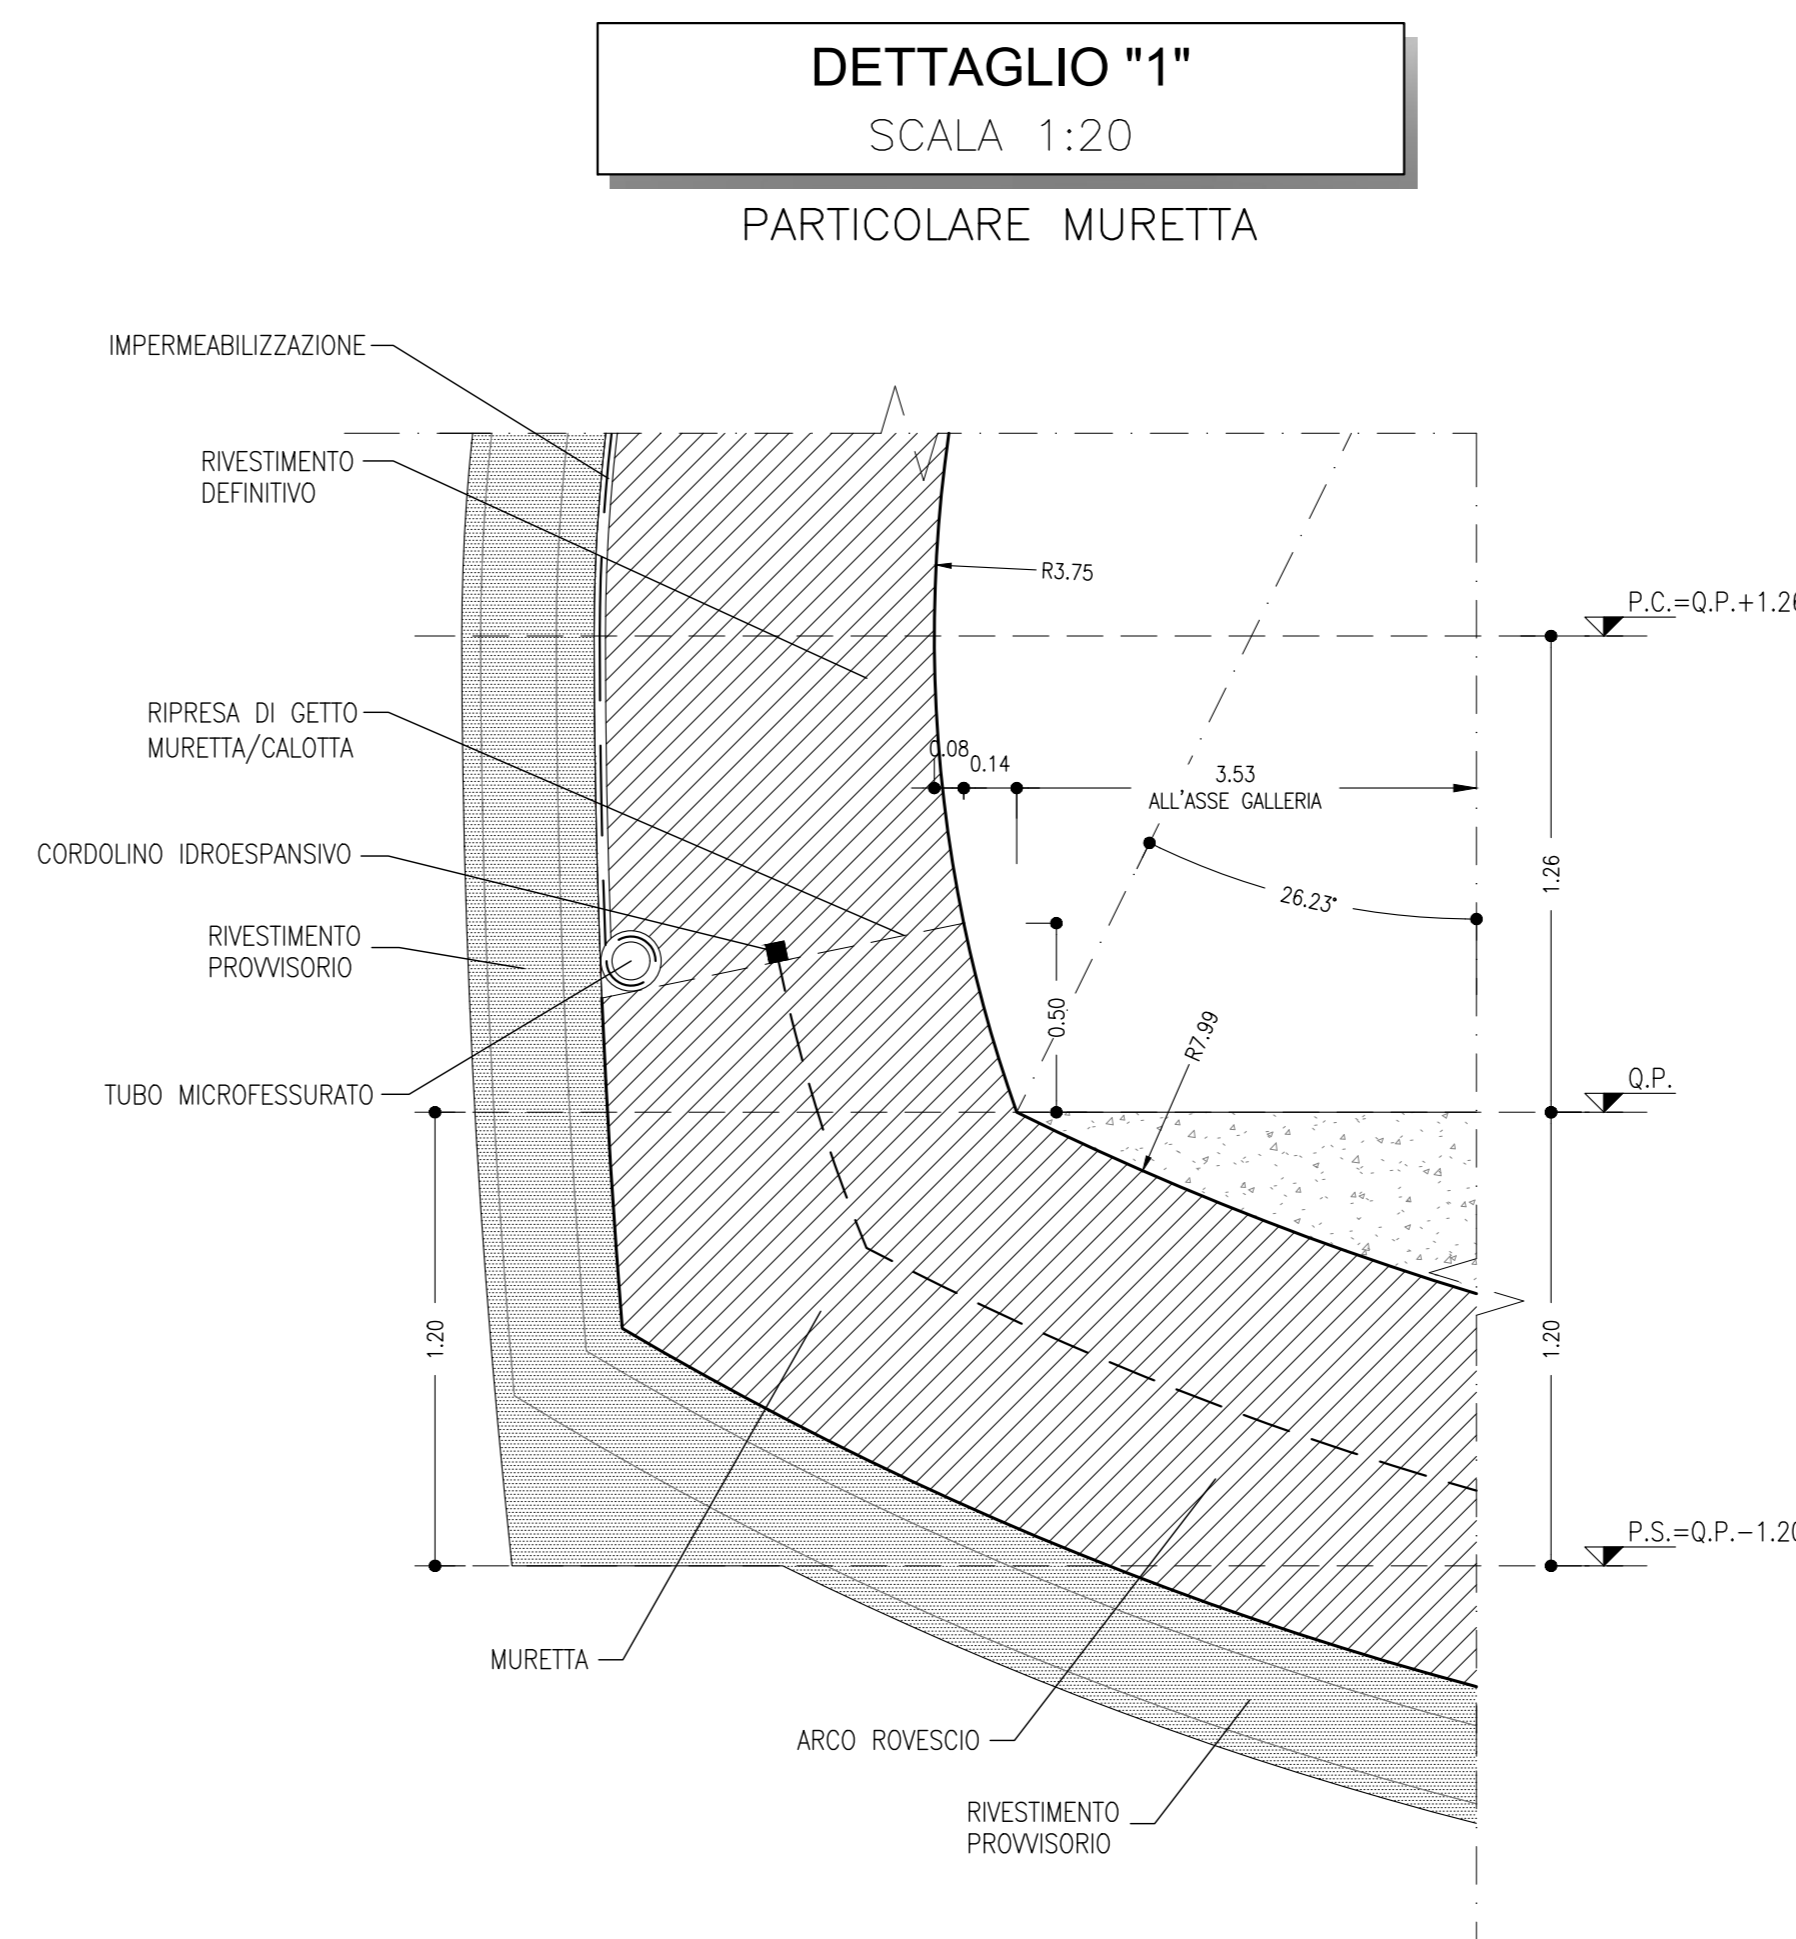 DETTAGLIO "1"
SCALA 1:20
PARTICOLARE MURETTA
IMPERMEABILIZZAZIONE
RIVESTIMENTO
DEFINITIVO
R3.75
P.C.=Q.P.+1.26
RIPRESA DI GETTO
MURETTA/CALOTTA
0.08
0.14
3.53
ALL'ASSE GALLERIA
CORDOLINO IDROESPANSIVO
26.23°
1.26
RIVESTIMENTO
PROVVISORIO
0.50
R7.99
TUBO MICROFESSURATO
Q.P.
1.20
1.20
P.S.=Q.P.-1.20
MURETTA
ARCO ROVESCIO
RIVESTIMENTO
PROVVISORIO